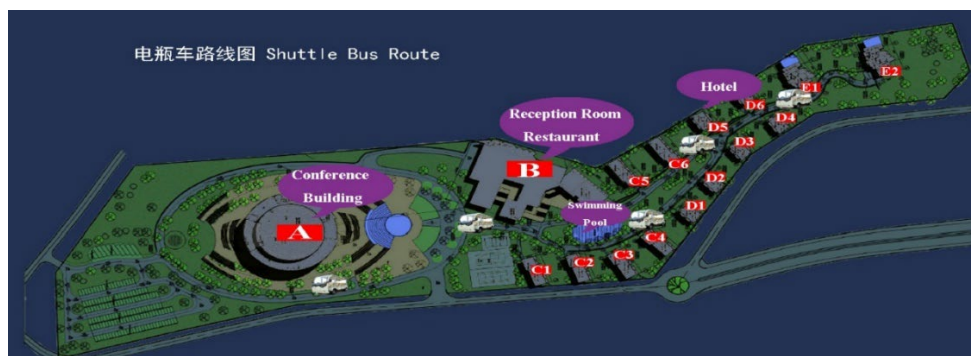 电瓶车路线图 Shuttle Bus Route
Hotel
E1
E2
D6
D5
D4
Reception Room
Restaurant
B
C6
D3
C5
D2
Conference
Building
A
Swimming
Pool
D1
C4
C1
C2
C3